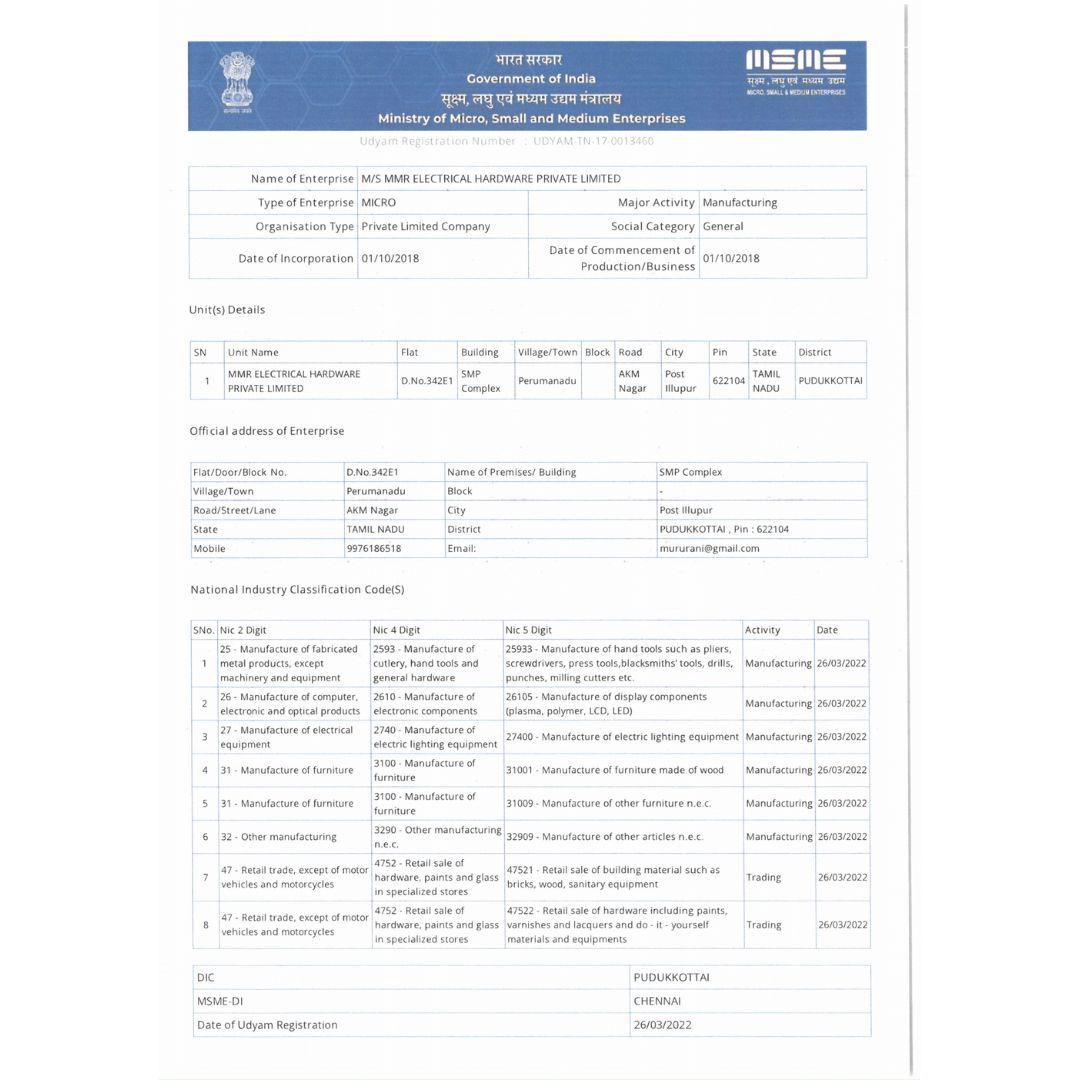 भारत सरकार
Government of India
सूक्ष्म, लघु एवं मध्यम उद्यम मंत्रालय
Ministry of Micro, Small and Medium Enterprises
सत्यमेव जयते
MSME
सूक्ष्म, लघु एवं मध्यम उद्यम
MICRO, SMALL & MEDIUM ENTERPRISES
Udyam Registration Number : UDYAM-TN-17-0013460
Name of Enterprise M/S MMR ELECTRICAL HARDWARE PRIVATE LIMITED
Type of Enterprise MICRO Major Activity Manufacturing
Organisation Type Private Limited Company Social Category General
Date of Incorporation 01/10/2018 Date of Commencement of Production/Business 01/10/2018
Unit(s) Details
SN Unit Name Flat Building Village/Town Block Road City Pin State District
1 MMR ELECTRICAL HARDWARE PRIVATE LIMITED D.No.342E1 SMP Complex Perumanadu AKM Nagar Post Illupur 622104 TAMIL NADU PUDUKKOTTAI
Official address of Enterprise
Flat/Door/Block No. D.No.342E1 Name of Premises/ Building SMP Complex
Village/Town Perumanadu Block -
Road/Street/Lane AKM Nagar City Post Illupur
State TAMIL NADU District PUDUKKOTTAI , Pin : 622104
Mobile 9976186518 Email: mururani@gmail.com
National Industry Classification Code(S)
SNo. Nic 2 Digit Nic 4 Digit Nic 5 Digit Activity Date
1 25 - Manufacture of fabricated metal products, except machinery and equipment 2593 - Manufacture of cutlery, hand tools and general hardware 25933 - Manufacture of hand tools such as pliers, screwdrivers, press tools,blacksmiths' tools, drills, punches, milling cutters etc. Manufacturing 26/03/2022
2 26 - Manufacture of computer, electronic and optical products 2610 - Manufacture of electronic components 26105 - Manufacture of display components (plasma, polymer, LCD, LED) Manufacturing 26/03/2022
3 27 - Manufacture of electrical equipment 2740 - Manufacture of electric lighting equipment 27400 - Manufacture of electric lighting equipment Manufacturing 26/03/2022
4 31 - Manufacture of furniture 3100 - Manufacture of furniture 31001 - Manufacture of furniture made of wood Manufacturing 26/03/2022
5 31 - Manufacture of furniture 3100 - Manufacture of furniture 31009 - Manufacture of other furniture n.e.c. Manufacturing 26/03/2022
6 32 - Other manufacturing 3290 - Other manufacturing n.e.c. 32909 - Manufacture of other articles n.e.c. Manufacturing 26/03/2022
7 47 - Retail trade, except of motor vehicles and motorcycles 4752 - Retail sale of hardware, paints and glass in specialized stores 47521 - Retail sale of building material such as bricks, wood, sanitary equipment Trading 26/03/2022
8 47 - Retail trade, except of motor vehicles and motorcycles 4752 - Retail sale of hardware, paints and glass in specialized stores 47522 - Retail sale of hardware including paints, varnishes and lacquers and do - it - yourself materials and equipments Trading 26/03/2022
DIC PUDUKKOTTAI
MSME-DI CHENNAI
Date of Udyam Registration 26/03/2022